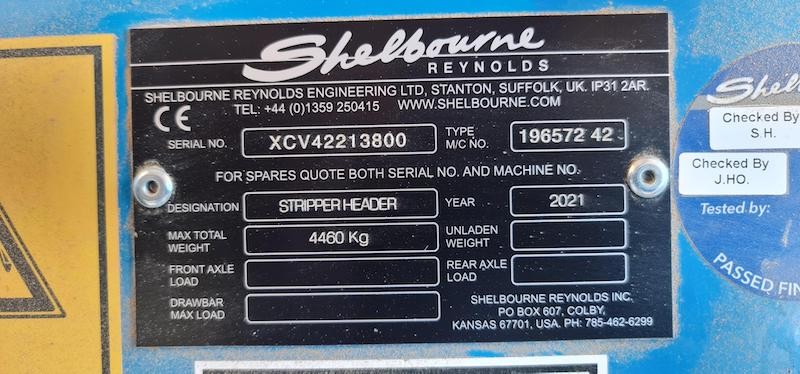 Shelbourne
REYNOLDS
SHELBOURNE REYNOLDS ENGINEERING LTD, STANTON, SUFFOLK, UK. IP31 2AR.
TEL: +44 (0)1359 250415 WWW.SHELBOURNE.COM
CE
SERIAL NO. XCV42213800 TYPE M/C NO. 196572 42
FOR SPARES QUOTE BOTH SERIAL NO. AND MACHINE NO.
DESIGNATION STRIPPER HEADER YEAR 2021
MAX TOTAL WEIGHT 4460 Kg UNLADEN WEIGHT
FRONT AXLE LOAD REAR AXLE LOAD
DRAWBAR MAX LOAD
SHELBOURNE REYNOLDS INC.
PO BOX 607, COLBY,
KANSAS 67701, USA. PH: 785-462-6299
Checked By
S.H.
Checked By
J.HO.
Tested by:
PASSED